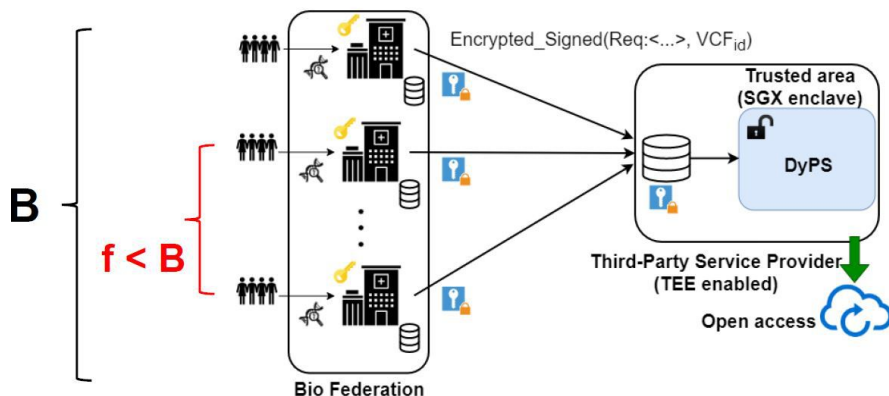 Encrypted_Signed(Req:<...>, VCF_id)
Trusted area
(SGX enclave)
DyPS
B
f < B
Third-Party Service Provider
(TEE enabled)
Open access
Bio Federation